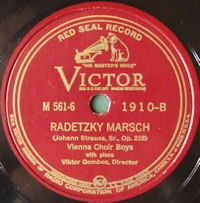 RED SEAL RECORD
"HIS MASTER'S VOICE"
VICTOR
M 561-6 1910-B
RADETZKY MARSCH
(Johann Strauss, Sr., Op. 228)
Vienna Choir Boys
with piano
Viktor Gomboz, Director